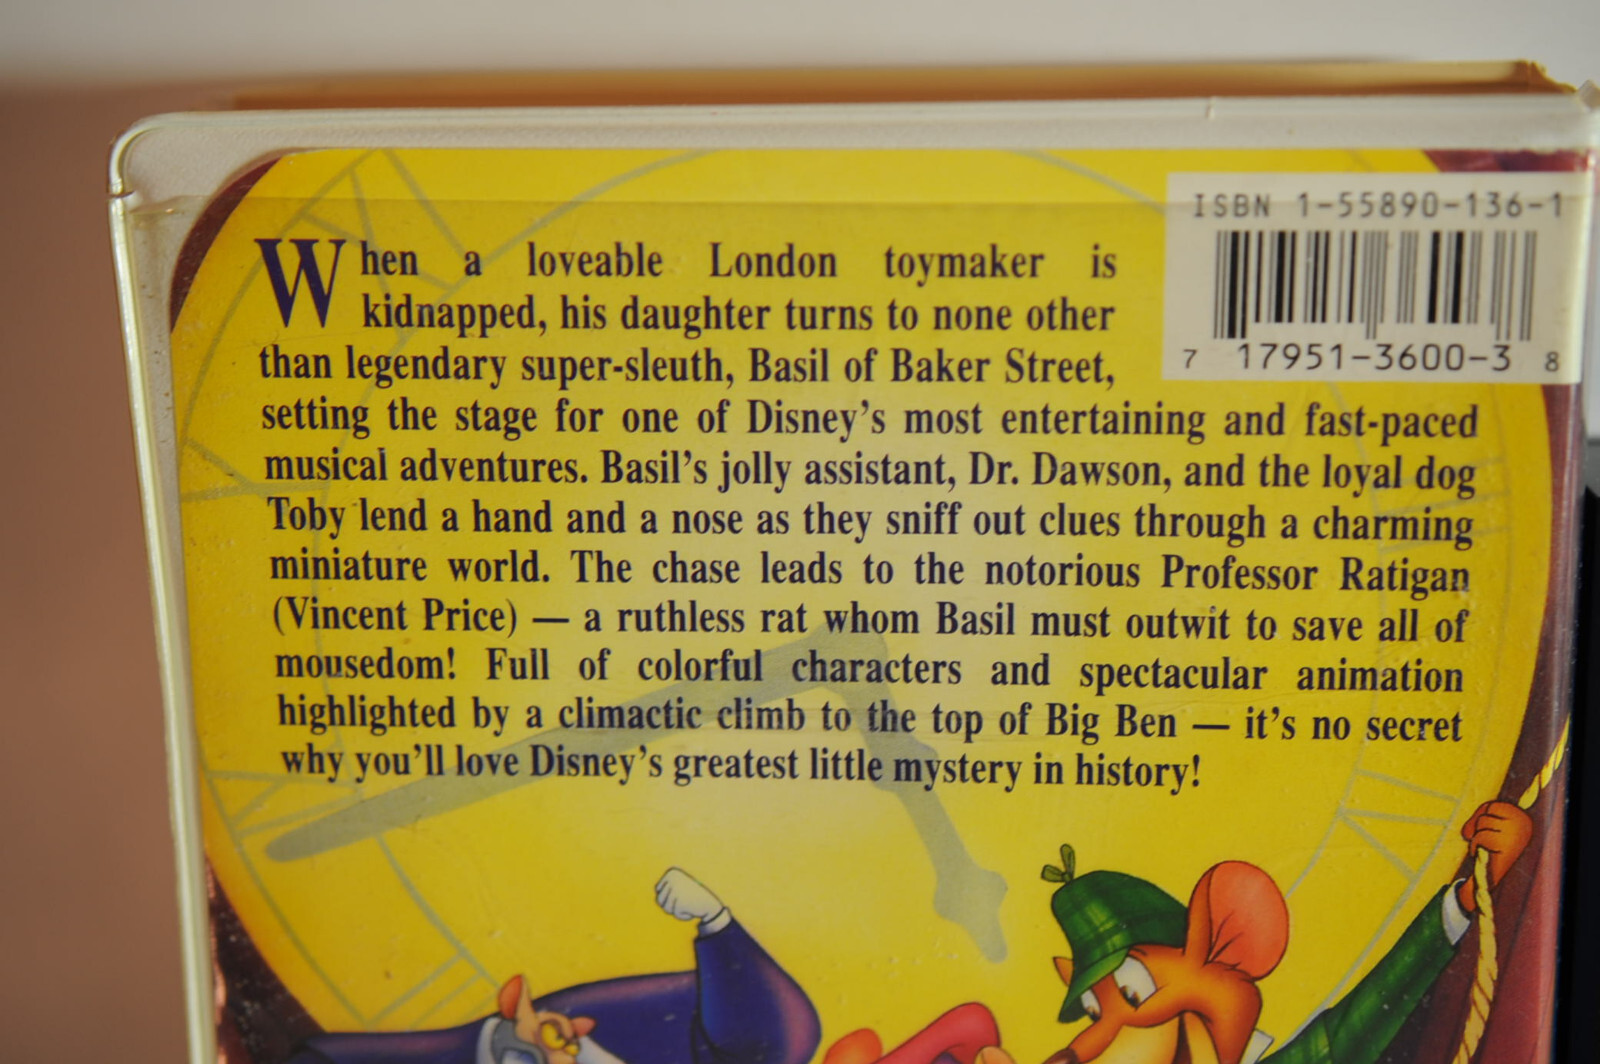 ISBN 1-55890-136-1
7 17951-3600-3 8
When a loveable London toymaker is
kidnapped, his daughter turns to none other
than legendary super-sleuth, Basil of Baker Street,
setting the stage for one of Disney's most entertaining and fast-paced
musical adventures. Basil's jolly assistant, Dr. Dawson, and the loyal dog
Toby lend a hand and a nose as they sniff out clues through a charming
miniature world. The chase leads to the notorious Professor Ratigan
(Vincent Price) — a ruthless rat whom Basil must outwit to save all of
mousedom! Full of colorful characters and spectacular animation
highlighted by a climactic climb to the top of Big Ben — it's no secret
why you'll love Disney's greatest little mystery in history!